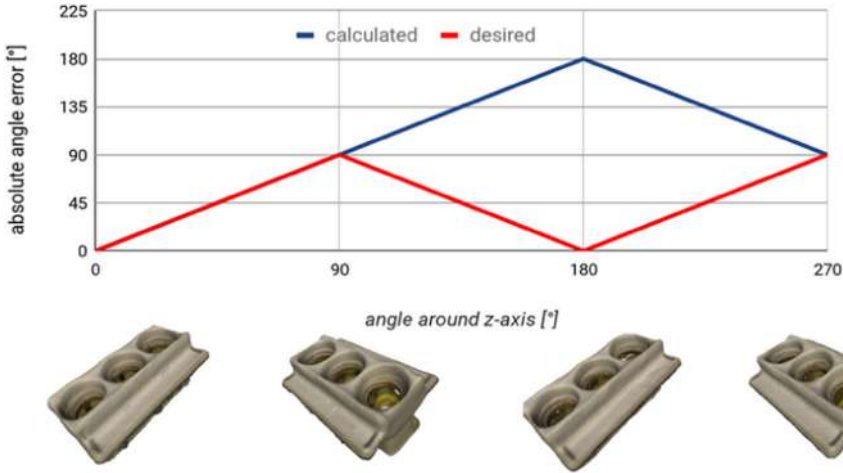 225
calculated desired
180
135
90
45
0
absolute angle error [°]
0 90 180 270
angle around z-axis [°]